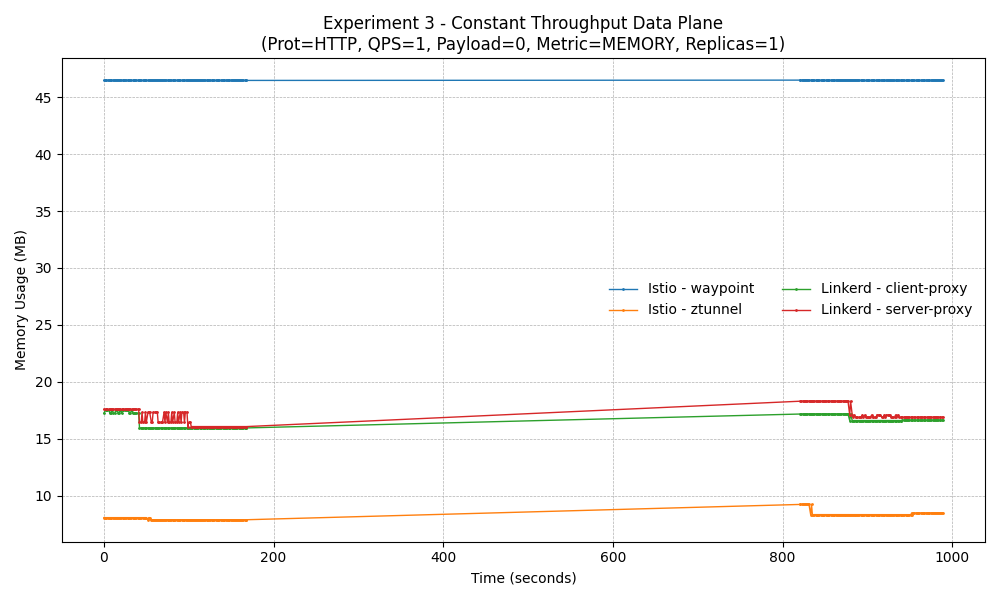 Experiment 3 - Constant Throughput Data Plane
(Prot=HTTP, QPS=1, Payload=0, Metric=MEMORY, Replicas=1)
Memory Usage (MB)
45
40
35
30
25
20
15
10
Istio - waypoint
Istio - ztunnel
Linkerd - client-proxy
Linkerd - server-proxy
0
200
400
600
800
1000
Time (seconds)